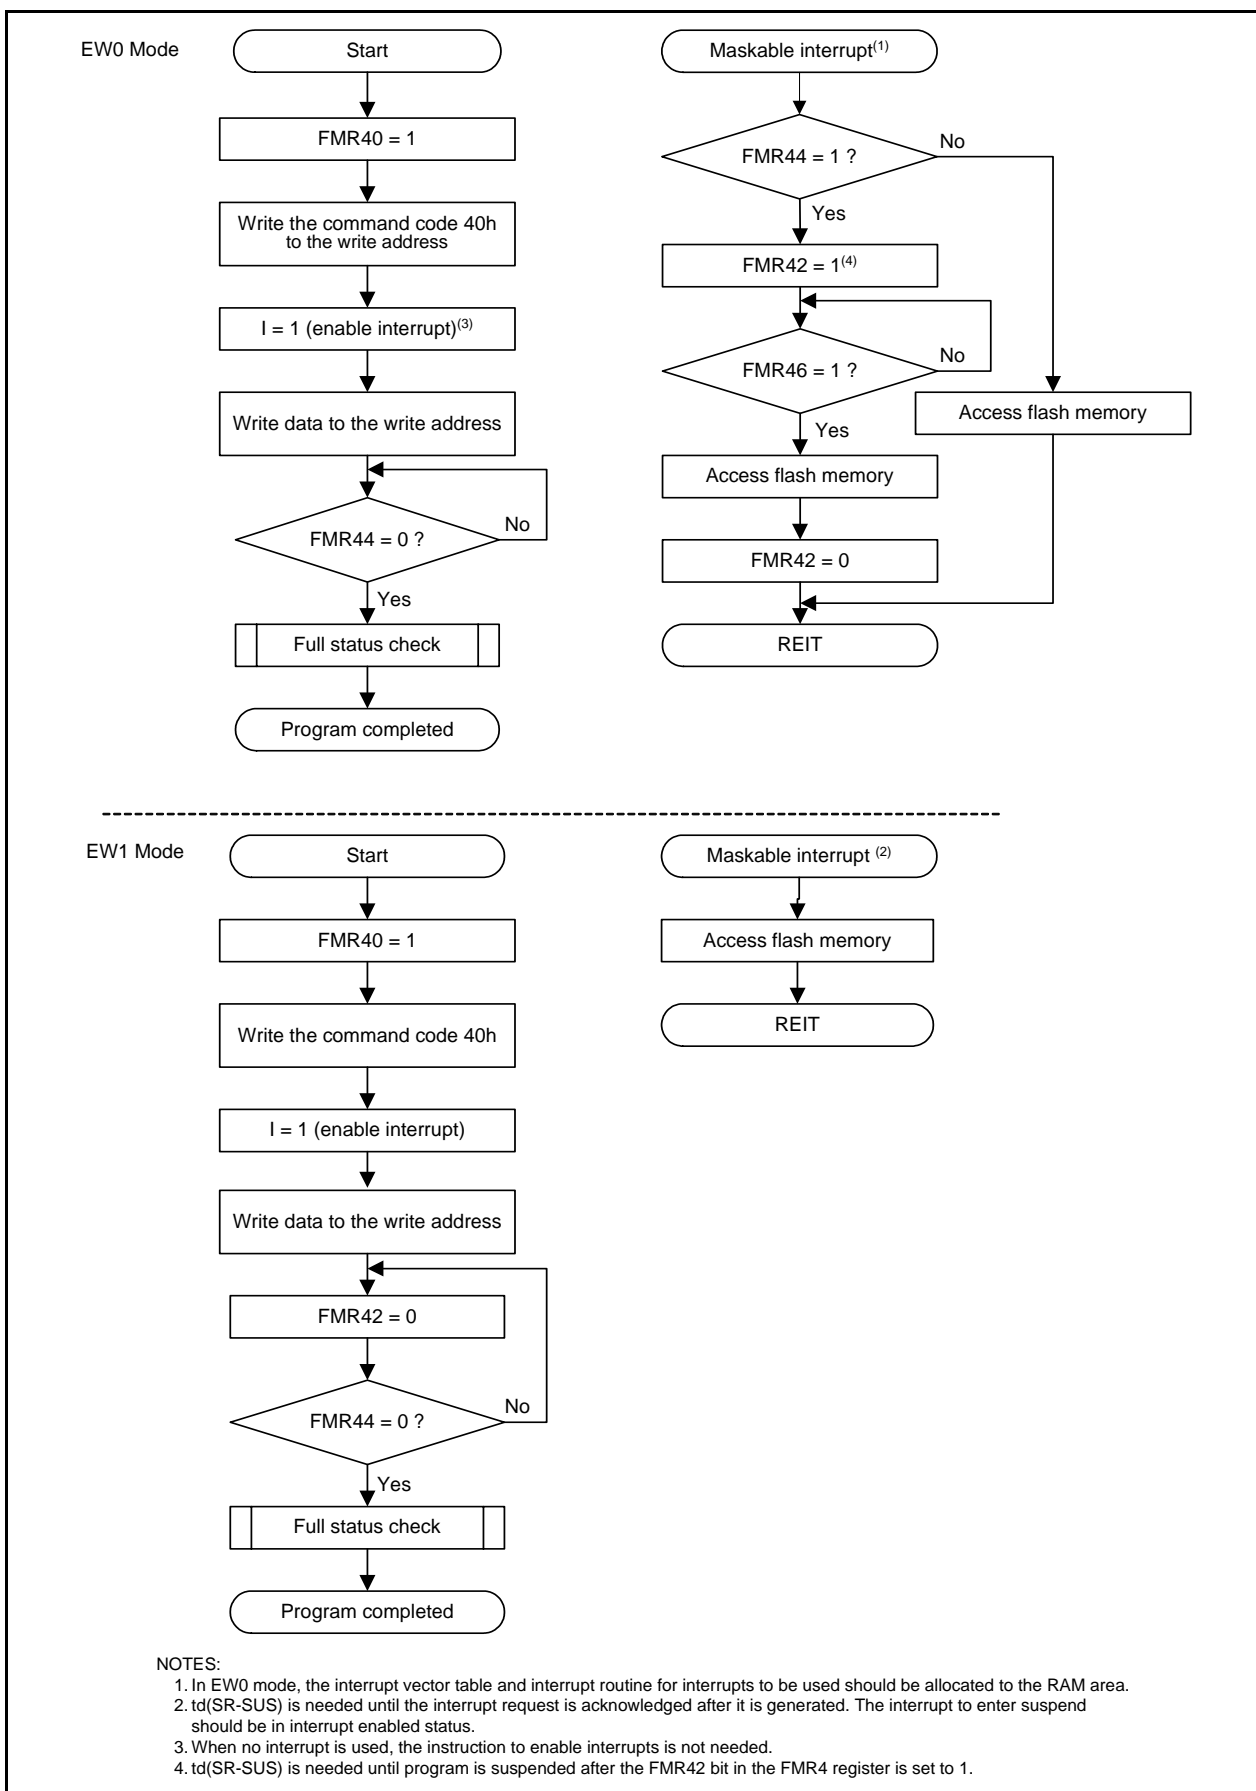 EW0 Mode
Start
FMR40 = 1
Write the command code 40h
to the write address
I = 1 (enable interrupt)(3)
Write data to the write address
FMR44 = 0 ?
No
Yes
Full status check
Program completed
Maskable interrupt(1)
FMR44 = 1 ?
No
Yes
FMR42 = 1(4)
FMR46 = 1 ?
No
Yes
Access flash memory
Access flash memory
FMR42 = 0
REIT
EW1 Mode
Start
FMR40 = 1
Write the command code 40h
I = 1 (enable interrupt)
Write data to the write address
FMR42 = 0
FMR44 = 0 ?
No
Yes
Full status check
Program completed
Maskable interrupt (2)
Access flash memory
REIT
NOTES:
1. In EW0 mode, the interrupt vector table and interrupt routine for interrupts to be used should be allocated to the RAM area.
2. td(SR-SUS) is needed until the interrupt request is acknowledged after it is generated. The interrupt to enter suspend
should be in interrupt enabled status.
3. When no interrupt is used, the instruction to enable interrupts is not needed.
4. td(SR-SUS) is needed until program is suspended after the FMR42 bit in the FMR4 register is set to 1.